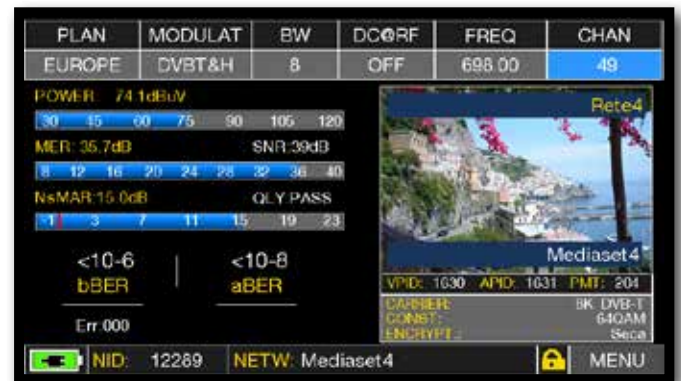 PLAN MODULAT BW DC@RF FREQ CHAN
EUROPE DVBT&H 8 OFF 698.00 49
POWER: 74.1dBuV
30 45 60 75 90 105 120
MER: 35.7dB SNR:39dB
8 12 16 20 24 28 32 36 40
NsMAR:15.0dB QLY:PASS
-1 3 7 11 15 19 23
<10-6 <10-8
bBER aBER
Err:000
Rete4
Mediaset4
VPID: 1630 APID: 1631 PMT: 204
CARRIER: 8K DVB-T
CONST: 64QAM
ENCRYPT.: Seca
NID: 12289 NETW: Mediaset4 MENU